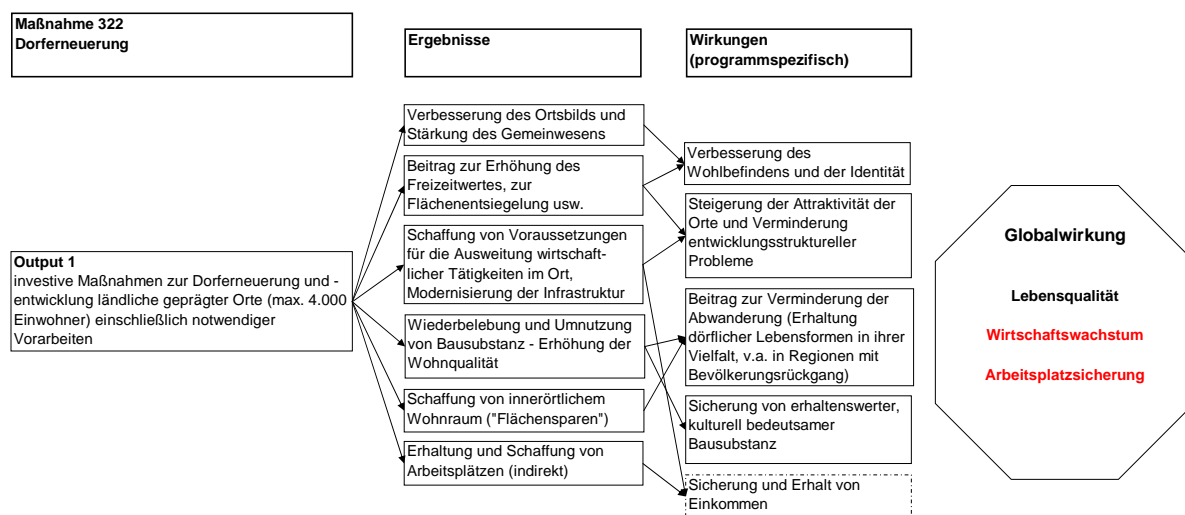 Maßnahme 322
Dorferneuerung
Ergebnisse
Wirkungen
(programmspezifisch)
Output 1
investive Maßnahmen zur Dorferneuerung und -
entwicklung ländliche geprägter Orte (max. 4.000
Einwohner) einschließlich notwendiger
Vorarbeiten
Verbesserung des Ortsbilds und
Stärkung des Gemeinwesens
Beitrag zur Erhöhung des
Freizeitwertes, zur
Flächenentsiegelung usw.
Schaffung von Voraussetzungen
für die Ausweitung wirtschaft-
licher Tätigkeiten im Ort,
Modernisierung der Infrastruktur
Wiederbelebung und Umnutzung
von Bausubstanz - Erhöhung der
Wohnqualität
Schaffung von innerörtlichem
Wohnraum ("Flächensparen")
Erhaltung und Schaffung von
Arbeitsplätzen (indirekt)
Verbesserung des
Wohlbefindens und der Identität
Steigerung der Attraktivität der
Orte und Verminderung
entwicklungsstruktureller
Probleme
Beitrag zur Verminderung der
Abwanderung (Erhaltung
dörflicher Lebensformen in ihrer
Vielfalt, v.a. in Regionen mit
Bevölkerungsrückgang)
Sicherung von erhaltenswerter,
kulturell bedeutsamer
Bausubstanz
Sicherung und Erhalt von
Einkommen
Globalwirkung
Lebensqualität
Wirtschaftswachstum
Arbeitsplatzsicherung